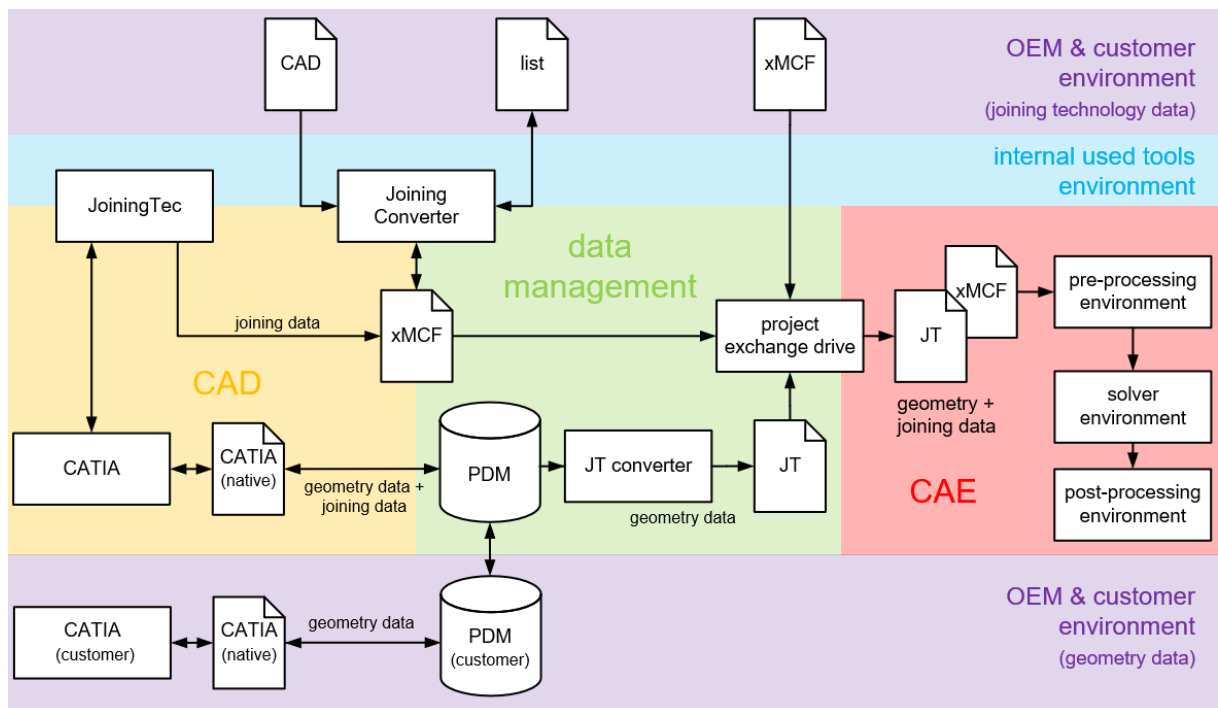 CAD
list
xMCF
OEM & customer
environment
(joining technology data)
internal used tools
environment
JoiningTec
Joining
Converter
data
management
joining data
xMCF
project
exchange drive
JT
xMCF
pre-processing
environment
CAD
geometry +
joining data
solver
environment
CATIA
CATIA
(native)
geometry data +
joining data
PDM
JT converter
geometry data
JT
CAE
post-processing
environment
OEM & customer
environment
(geometry data)
CATIA
(customer)
CATIA
(native)
geometry data
PDM
(customer)